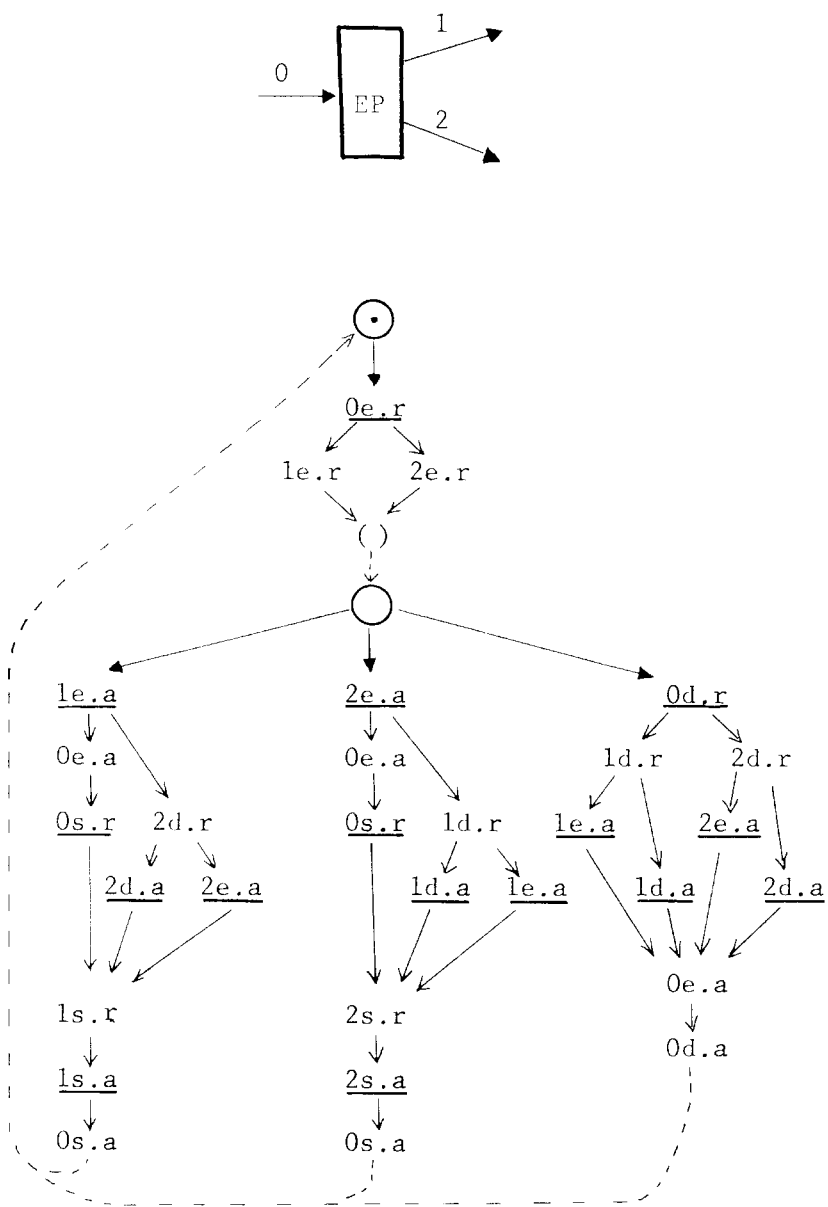 1
0
EP
2
0e.r
1e.r 2e.r
( )
1e.a 2e.a 0d.r
0e.a 0e.a 1d.r 2d.r
0s.r 2d.r 0s.r 1d.r 1e.a 2e.a
2d.a 2e.a 1d.a 1e.a 1d.a 2d.a
0e.a
1s.r 2s.r
0d.a
1s.a 2s.a
0s.a 0s.a